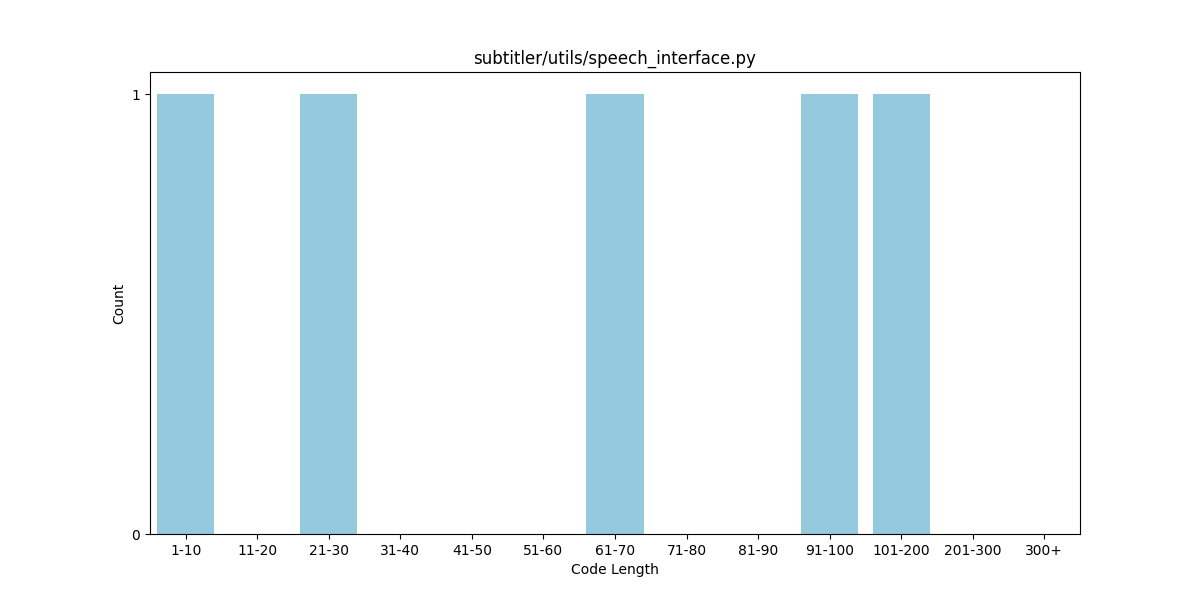 subtitler/utils/speech_interface.py
1
0
Count
1-10 11-20 21-30 31-40 41-50 51-60 61-70 71-80 81-90 91-100 101-200 201-300 300+
Code Length